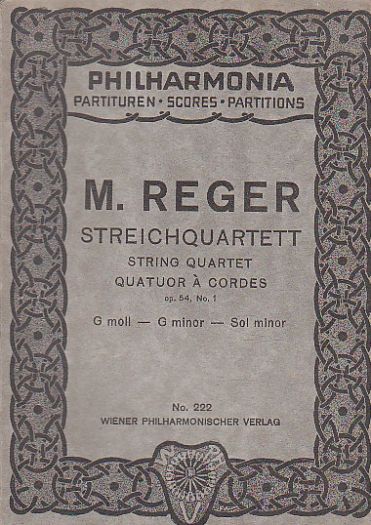 PHILHARMONIA
PARTITUREN · SCORES · PARTITIONS
M. REGER
STREICHQUARTETT
STRING QUARTET
QUATUOR À CORDES
op. 54, No. 1
G moll — G minor — Sol minor
No. 222
WIENER PHILHARMONISCHER VERLAG